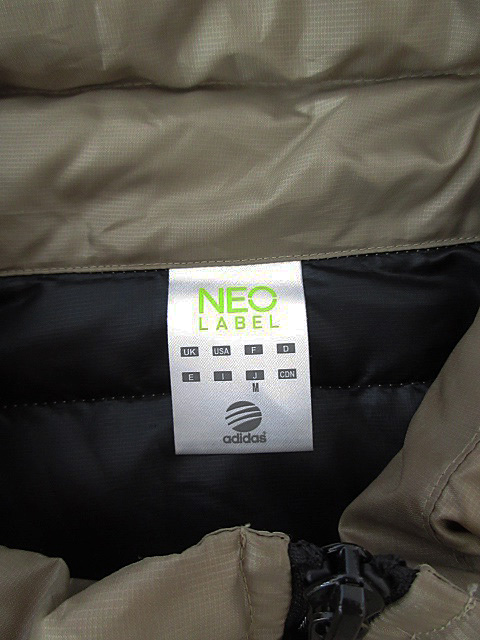 NEO
LABEL
UK USA F D
E I J CDN
M
adidas